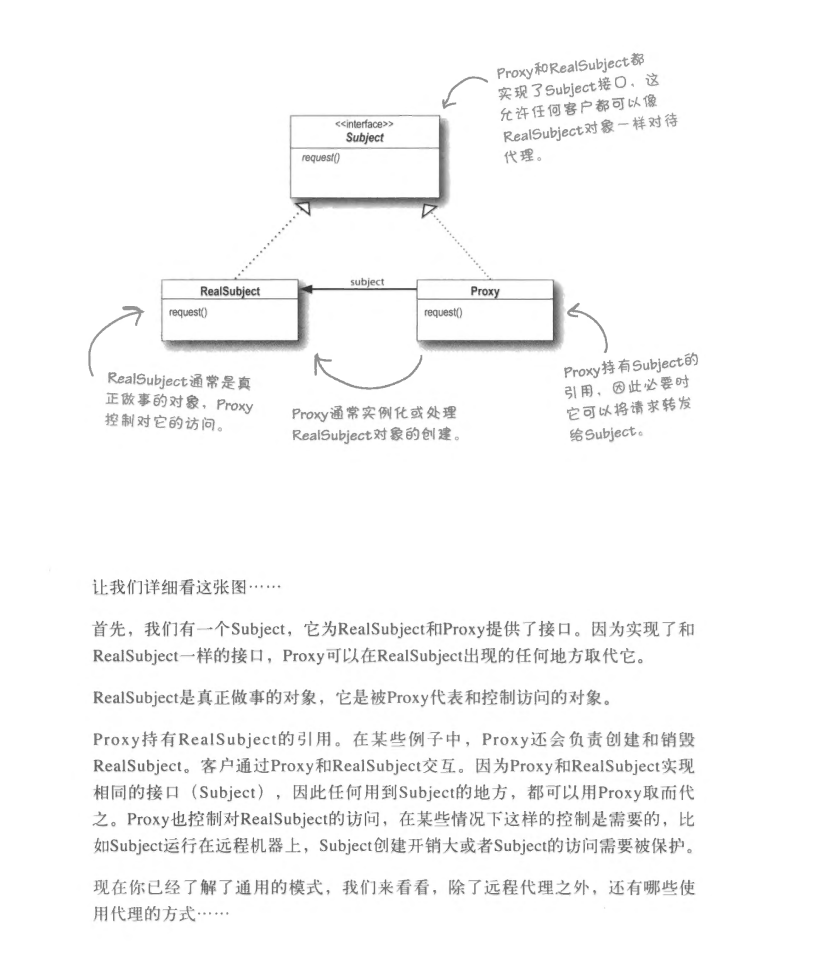 Proxy和RealSubject都
实现了Subject接口，这
允许任何客户都可以像
RealSubject对象一样对待
代理。
<<interface>>
Subject
request()
subject
RealSubject
request()
Proxy
request()
RealSubject通常是真
正做事的对象，Proxy
控制对它的访问。
Proxy通常实例化或处理
RealSubject对象的创建。
Proxy持有Subject的
引用，因此必要时
它可以将请求转发
给Subject。
让我们详细看这张图……
首先，我们有一个Subject，它为RealSubject和Proxy提供了接口。因为实现了和
RealSubject一样的接口，Proxy可以在RealSubject出现的任何地方取代它。
RealSubject是真正做事的对象，它是被Proxy代表和控制访问的对象。
Proxy持有RealSubject的引用。在某些例子中，Proxy还会负责创建和销毁
RealSubject。客户通过Proxy和RealSubject交互。因为Proxy和RealSubject实现
相同的接口（Subject），因此任何用到Subject的地方，都可以用Proxy取而代
之。Proxy也控制对RealSubject的访问，在某些情况下这样的控制是需要的，比
如Subject运行在远程机器上，Subject创建开销大或者Subject的访问需要被保护。
现在你已经了解了通用的模式，我们来看看，除了远程代理之外，还有哪些使
用代理的方式……